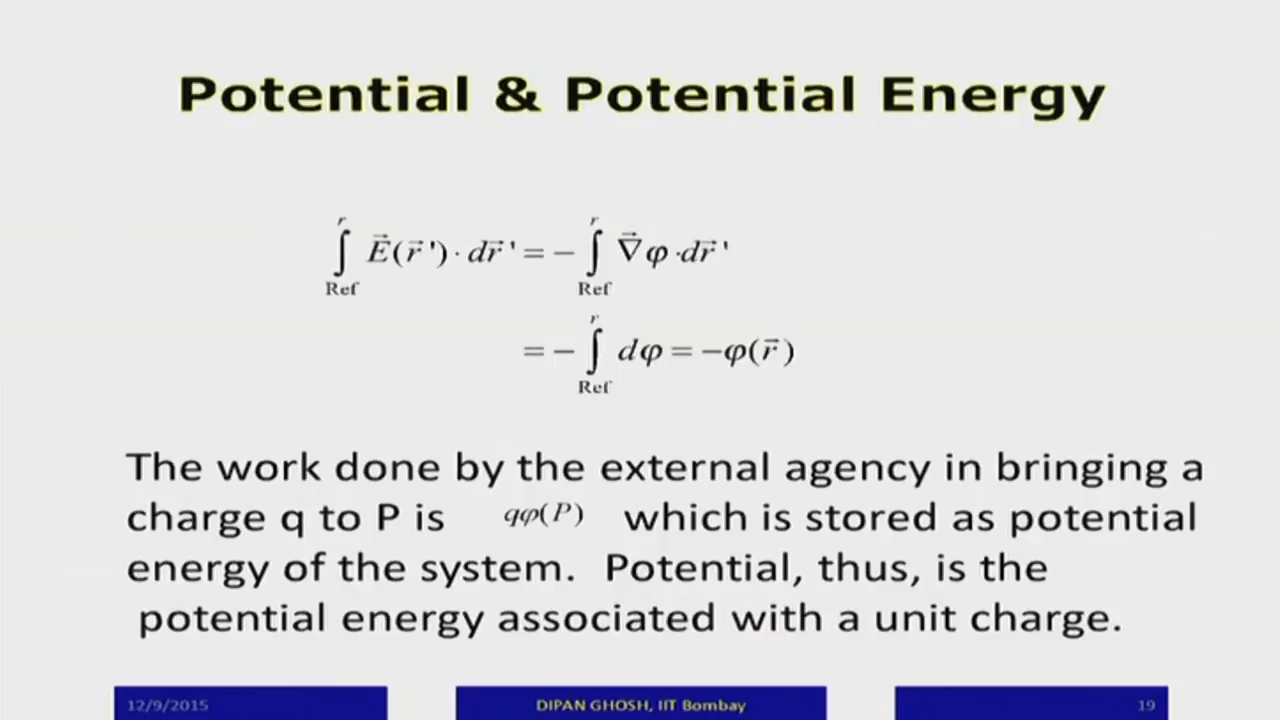 Potential & Potential Energy
∫_Ref^r E⃗(r⃗ ')· dr⃗ ' = − ∫_Ref^r ∇⃗φ ·dr⃗ '
= − ∫_Ref^r dφ = −φ(r⃗ )
The work done by the external agency in bringing a
charge q to P is qφ(P) which is stored as potential
energy of the system. Potential, thus, is the
potential energy associated with a unit charge.
12/9/2015 DIPAN GHOSH, IIT Bombay 19